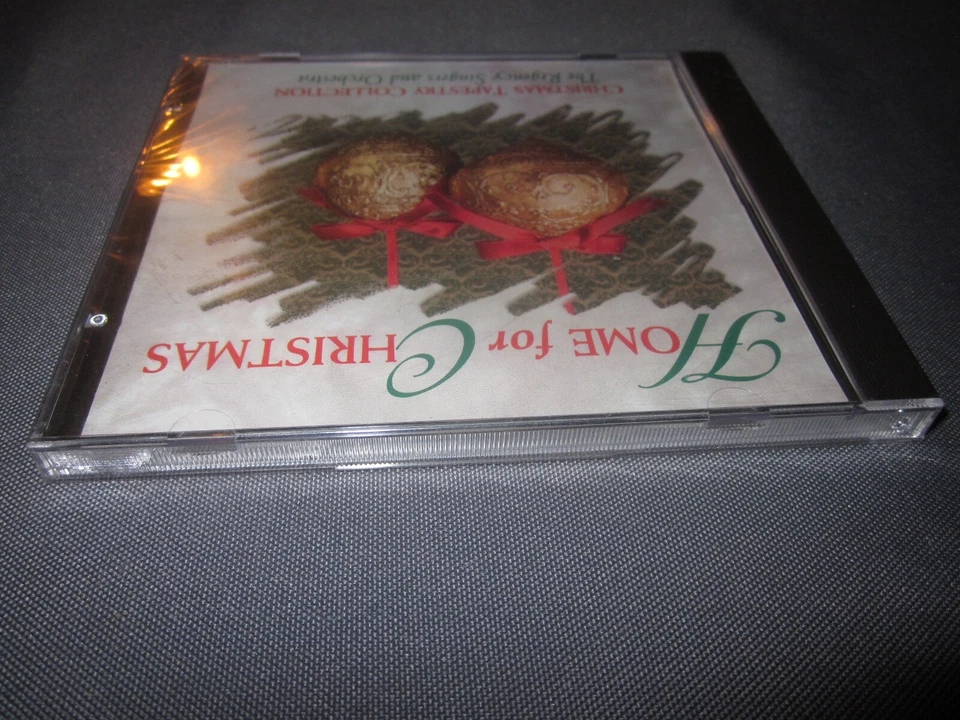 HOME for CHRISTMAS
CHRISTMAS TAPESTRY COLLECTION
The Regency Singers and Orchestra